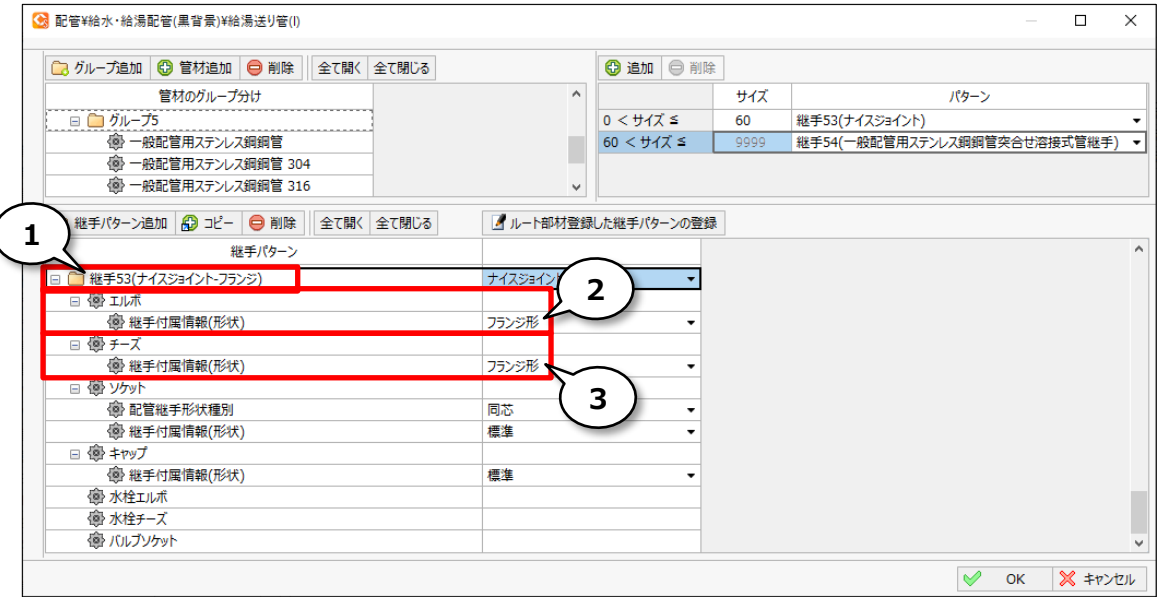 配管¥給水・給湯配管(黒背景)¥給湯送り管(I)
グループ追加 管材追加 削除 全て開く 全て閉じる
追加 削除
管材のグループ分け
サイズ パターン
グループ5
0 < サイズ ≦ 60 継手53(ナイスジョイント)
一般配管用ステンレス鋼鋼管
60 < サイズ ≦ 9999 継手54(一般配管用ステンレス鋼鋼管突合せ溶接式管継手)
一般配管用ステンレス鋼鋼管 304
一般配管用ステンレス鋼鋼管 316
継手パターン追加 コピー 削除 全て開く 全て閉じる ルート部材登録した継手パターンの登録
1
継手パターン
継手53(ナイスジョイント-フランジ) ナイスジョイント
2
エルボ
継手付属情報(形状) フランジ形
チーズ
継手付属情報(形状) フランジ形
3
ソケット
配管継手形状種別 同芯
継手付属情報(形状) 標準
キャップ
継手付属情報(形状) 標準
水栓エルボ
水栓チーズ
バルブソケット
OK キャンセル